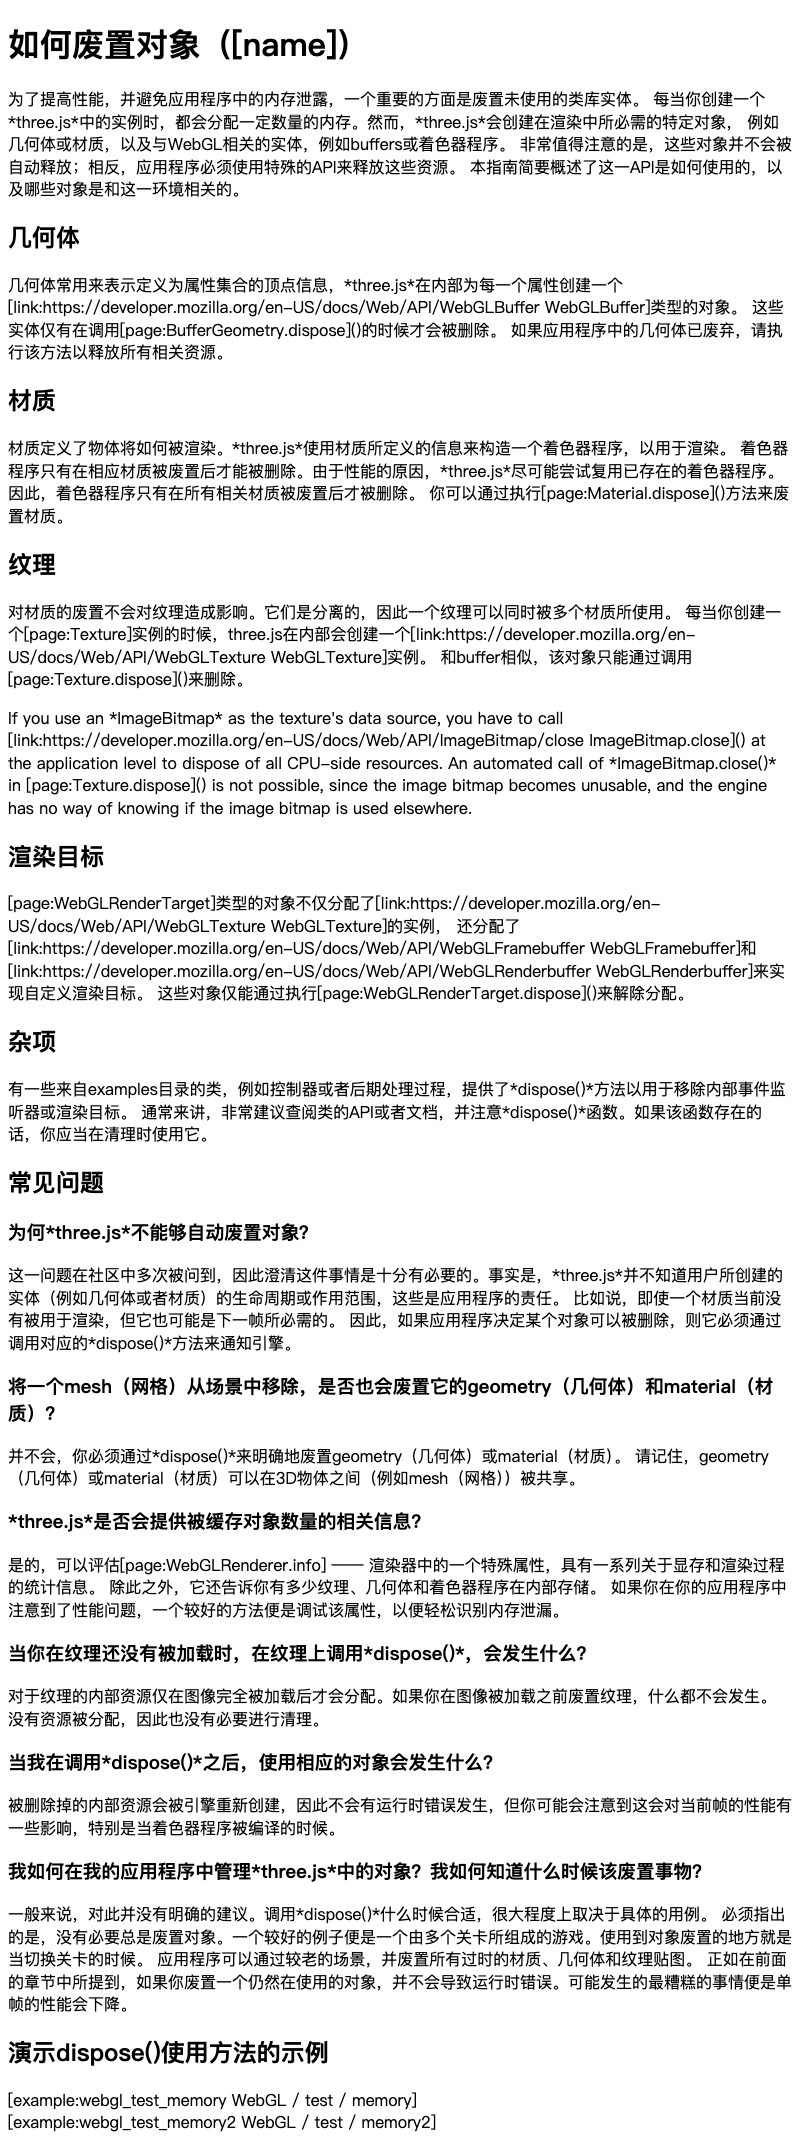 如何废置对象（[name]）
为了提高性能，并避免应用程序中的内存泄露，一个重要的方面是废置未使用的类库实体。 每当你创建一个
*three.js*中的实例时，都会分配一定数量的内存。然而，*three.js*会创建在渲染中所必需的特定对象， 例如
几何体或材质，以及与WebGL相关的实体，例如buffers或着色器程序。 非常值得注意的是，这些对象并不会被
自动释放；相反，应用程序必须使用特殊的API来释放这些资源。 本指南简要概述了这一API是如何使用的，以
及哪些对象是和这一环境相关的。
几何体
几何体常用来表示定义为属性集合的顶点信息，*three.js*在内部为每一个属性创建一个
[link:https://developer.mozilla.org/en-US/docs/Web/API/WebGLBuffer WebGLBuffer]类型的对象。 这些
实体仅有在调用[page:BufferGeometry.dispose]()的时候才会被删除。 如果应用程序中的几何体已废弃，请执
行该方法以释放所有相关资源。
材质
材质定义了物体将如何被渲染。*three.js*使用材质所定义的信息来构造一个着色器程序，以用于渲染。 着色器
程序只有在相应材质被废置后才能被删除。由于性能的原因，*three.js*尽可能尝试复用已存在的着色器程序。
因此，着色器程序只有在所有相关材质被废置后才被删除。 你可以通过执行[page:Material.dispose]()方法来废
置材质。
纹理
对材质的废置不会对纹理造成影响。它们是分离的，因此一个纹理可以同时被多个材质所使用。 每当你创建一
个[page:Texture]实例的时候，three.js在内部会创建一个[link:https://developer.mozilla.org/en-
US/docs/Web/API/WebGLTexture WebGLTexture]实例。 和buffer相似，该对象只能通过调用
[page:Texture.dispose]()来删除。
If you use an *ImageBitmap* as the texture's data source, you have to call
[link:https://developer.mozilla.org/en-US/docs/Web/API/ImageBitmap/close ImageBitmap.close]() at
the application level to dispose of all CPU-side resources. An automated call of *ImageBitmap.close()*
in [page:Texture.dispose]() is not possible, since the image bitmap becomes unusable, and the engine
has no way of knowing if the image bitmap is used elsewhere.
渲染目标
[page:WebGLRenderTarget]类型的对象不仅分配了[link:https://developer.mozilla.org/en-
US/docs/Web/API/WebGLTexture WebGLTexture]的实例， 还分配了
[link:https://developer.mozilla.org/en-US/docs/Web/API/WebGLFramebuffer WebGLFramebuffer]和
[link:https://developer.mozilla.org/en-US/docs/Web/API/WebGLRenderbuffer WebGLRenderbuffer]来实
现自定义渲染目标。 这些对象仅能通过执行[page:WebGLRenderTarget.dispose]()来解除分配。
杂项
有一些来自examples目录的类，例如控制器或者后期处理过程，提供了*dispose()*方法以用于移除内部事件监
听器或渲染目标。 通常来讲，非常建议查阅类的API或者文档，并注意*dispose()*函数。如果该函数存在的
话，你应当在清理时使用它。
常见问题
为何*three.js*不能够自动废置对象？
这一问题在社区中多次被问到，因此澄清这件事情是十分有必要的。事实是，*three.js*并不知道用户所创建的
实体（例如几何体或者材质）的生命周期或作用范围，这些是应用程序的责任。 比如说，即使一个材质当前没
有被用于渲染，但它也可能是下一帧所必需的。 因此，如果应用程序决定某个对象可以被删除，则它必须通过
调用对应的*dispose()*方法来通知引擎。
将一个mesh（网格）从场景中移除，是否也会废置它的geometry（几何体）和material（材
质）？
并不会，你必须通过*dispose()*来明确地废置geometry（几何体）或material（材质）。 请记住，geometry
（几何体）或material（材质）可以在3D物体之间（例如mesh（网格））被共享。
*three.js*是否会提供被缓存对象数量的相关信息？
是的，可以评估[page:WebGLRenderer.info] —— 渲染器中的一个特殊属性，具有一系列关于显存和渲染过程
的统计信息。 除此之外，它还告诉你有多少纹理、几何体和着色器程序在内部存储。 如果你在你的应用程序中
注意到了性能问题，一个较好的方法便是调试该属性，以便轻松识别内存泄漏。
当你在纹理还没有被加载时，在纹理上调用*dispose()*，会发生什么？
对于纹理的内部资源仅在图像完全被加载后才会分配。如果你在图像被加载之前废置纹理，什么都不会发生。
没有资源被分配，因此也没有必要进行清理。
当我在调用*dispose()*之后，使用相应的对象会发生什么？
被删除掉的内部资源会被引擎重新创建，因此不会有运行时错误发生，但你可能会注意到这会对当前帧的性能有
一些影响，特别是当着色器程序被编译的时候。
我如何在我的应用程序中管理*three.js*中的对象？我如何知道什么时候该废置事物？
一般来说，对此并没有明确的建议。调用*dispose()*什么时候合适，很大程度上取决于具体的用例。 必须指出
的是，没有必要总是废置对象。一个较好的例子便是一个由多个关卡所组成的游戏。使用到对象废置的地方就是
当切换关卡的时候。 应用程序可以通过较老的场景，并废置所有过时的材质、几何体和纹理贴图。 正如在前面
的章节中所提到，如果你废置一个仍然在使用的对象，并不会导致运行时错误。可能发生的最糟糕的事情便是单
帧的性能会下降。
演示dispose()使用方法的示例
[example:webgl_test_memory WebGL / test / memory]
[example:webgl_test_memory2 WebGL / test / memory2]